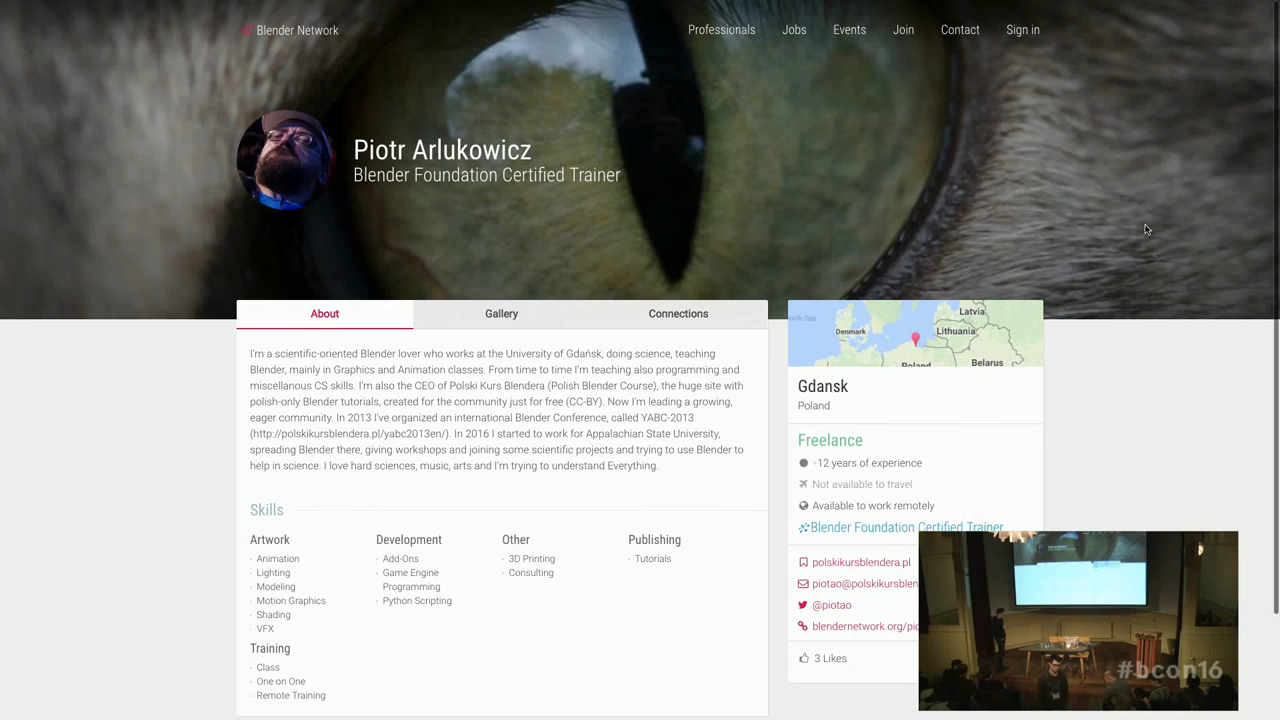 Blender Network
Professionals
Jobs
Events
Join
Contact
Sign in
Piotr Arlukowicz
Blender Foundation Certified Trainer
About
Gallery
Connections
I'm a scientific-oriented Blender lover who works at the University of Gdańsk, doing science, teaching
Blender, mainly in Graphics and Animation classes. From time to time I'm teaching also programming and
miscellaneous CS skills. I'm also the CEO of Polski Kurs Blendera (Polish Blender Course), the huge site with
polish-only Blender tutorials, created for the community just for free (CC-BY). Now I'm leading a growing,
eager community. In 2013 I've organized an international Blender Conference, called YABC-2013
(http://polskikursblendera.pl/yabc2013en/). In 2016 I started to work for Appalachian State University,
spreading Blender there, giving workshops and joining some scientific projects and trying to use Blender to
help in science. I love hard sciences, music, arts and I'm trying to understand Everything.
Skills
Artwork
· Animation
· Lighting
· Modeling
· Motion Graphics
· Shading
· VFX
Training
· Class
· One on One
· Remote Training
Development
· Add-Ons
· Game Engine
Programming
· Python Scripting
Other
· 3D Printing
· Consulting
Publishing
· Tutorials
North Sea
Denmark
Latvia
Lithuania
Poland
Belarus
Gdansk
Poland
Freelance
+12 years of experience
Not available to travel
Available to work remotely
Blender Foundation Certified Trainer
polskikursblendera.pl
piotao@polskikursblen
@piotao
blendernetwork.org/pio
3 Likes
#bcon16